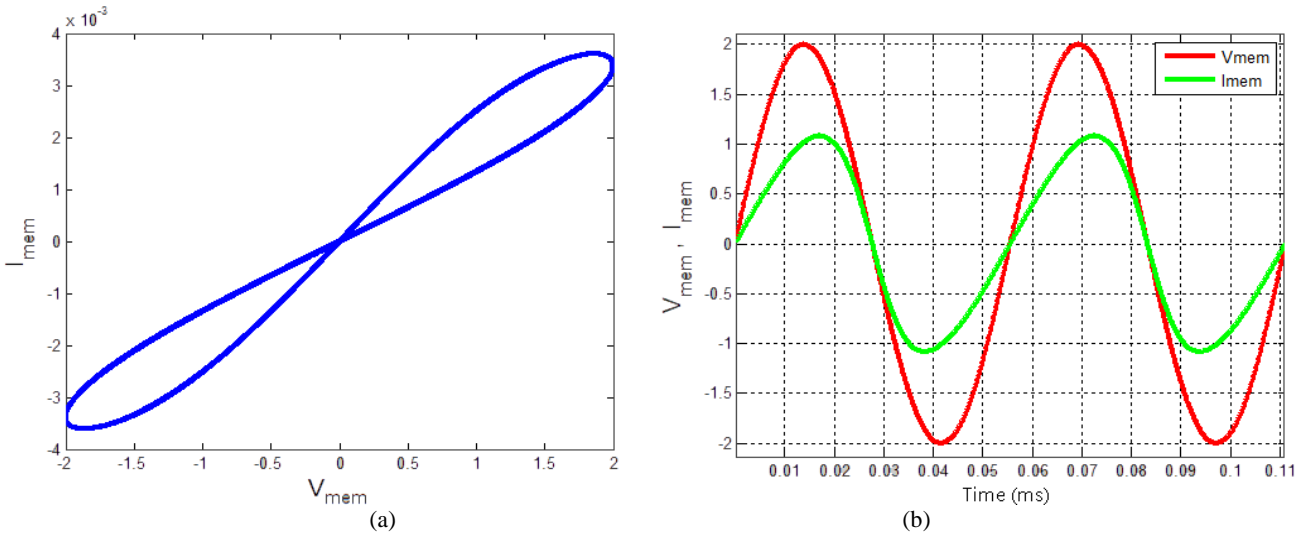 x 10⁻³
4
3
2
1
0
-1
-2
-3
-4
-2 -1.5 -1 -0.5 0 0.5 1 1.5 2
I_mem
V_mem
(a)
2
1.5
1
0.5
0
-0.5
-1
-1.5
-2
0.01 0.02 0.03 0.04 0.05 0.06 0.07 0.08 0.09 0.1 0.11
V_mem , I_mem
Time (ms)
Vmem
Imem
(b)